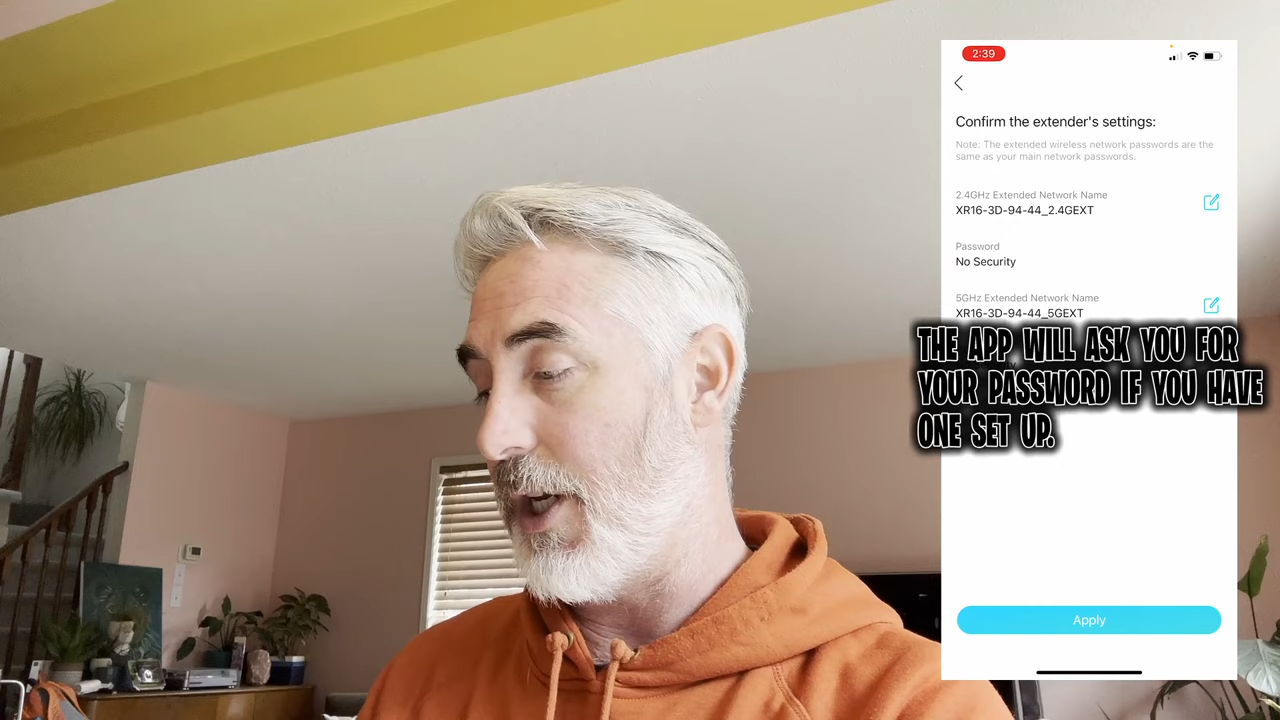 2:39
Confirm the extender's settings:
Note: The extended wireless network passwords are the
same as your main network passwords.
2.4GHz Extended Network Name
XR16-3D-94-44_2.4GEXT
Password
No Security
5GHz Extended Network Name
XR16-3D-94-44_5GEXT
THE APP WILL ASK YOU FOR
YOUR PASSWORD IF YOU HAVE
ONE SET UP.
Apply